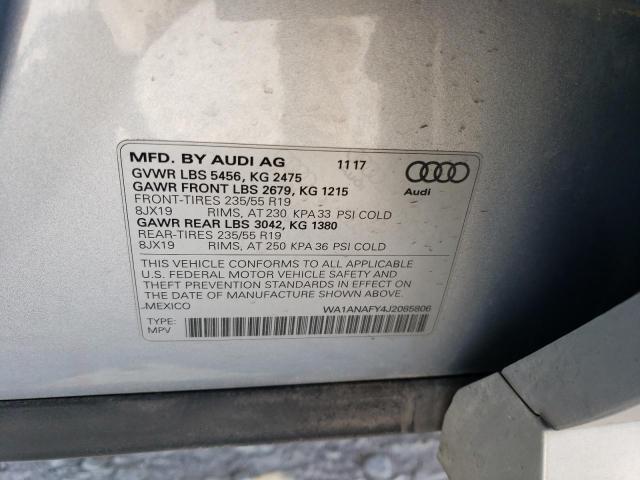 MFD. BY AUDI AG 11 17
GVWR LBS 5456, KG 2475
GAWR FRONT LBS 2679, KG 1215
FRONT-TIRES 235/55 R19
8JX19 RIMS, AT 230 KPA 33 PSI COLD
GAWR REAR LBS 3042, KG 1380
REAR-TIRES 235/55 R19
8JX19 RIMS, AT 250 KPA 36 PSI COLD
Audi
THIS VEHICLE CONFORMS TO ALL APPLICABLE
U.S. FEDERAL MOTOR VEHICLE SAFETY AND
THEFT PREVENTION STANDARDS IN EFFECT ON
THE DATE OF MANUFACTURE SHOWN ABOVE.
MEXICO
WA1ANAFY4J2085806
TYPE:
MPV